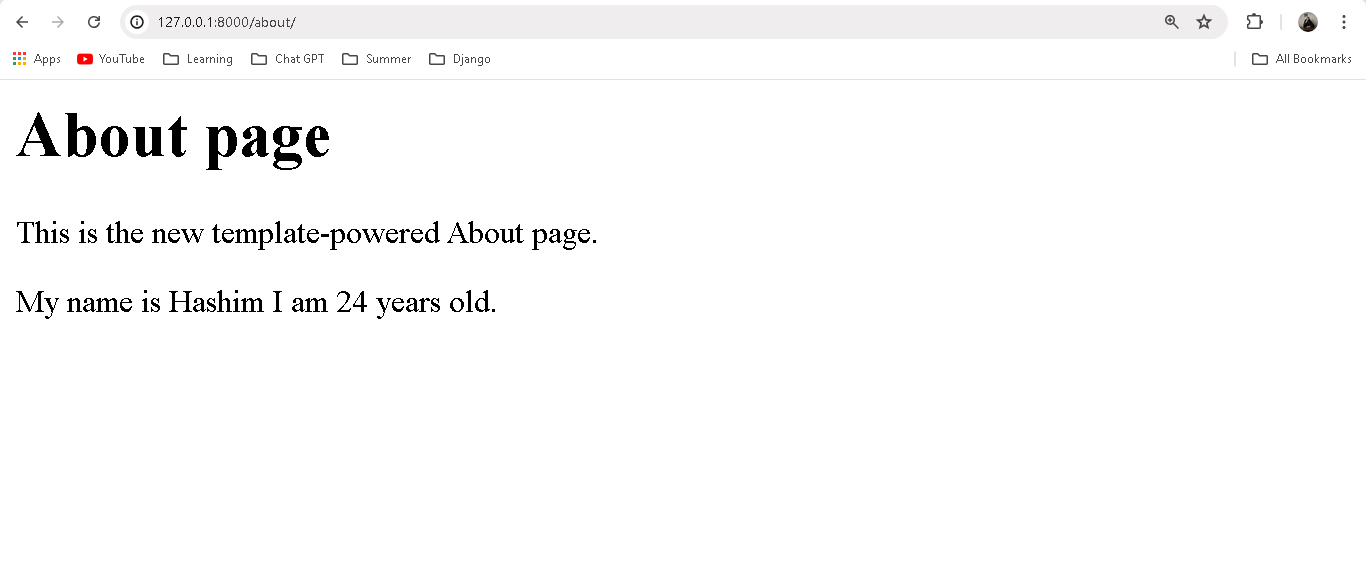 127.0.0.1:8000/about/
Apps YouTube Learning Chat GPT Summer Django All Bookmarks
About page
This is the new template-powered About page.
My name is Hashim I am 24 years old.